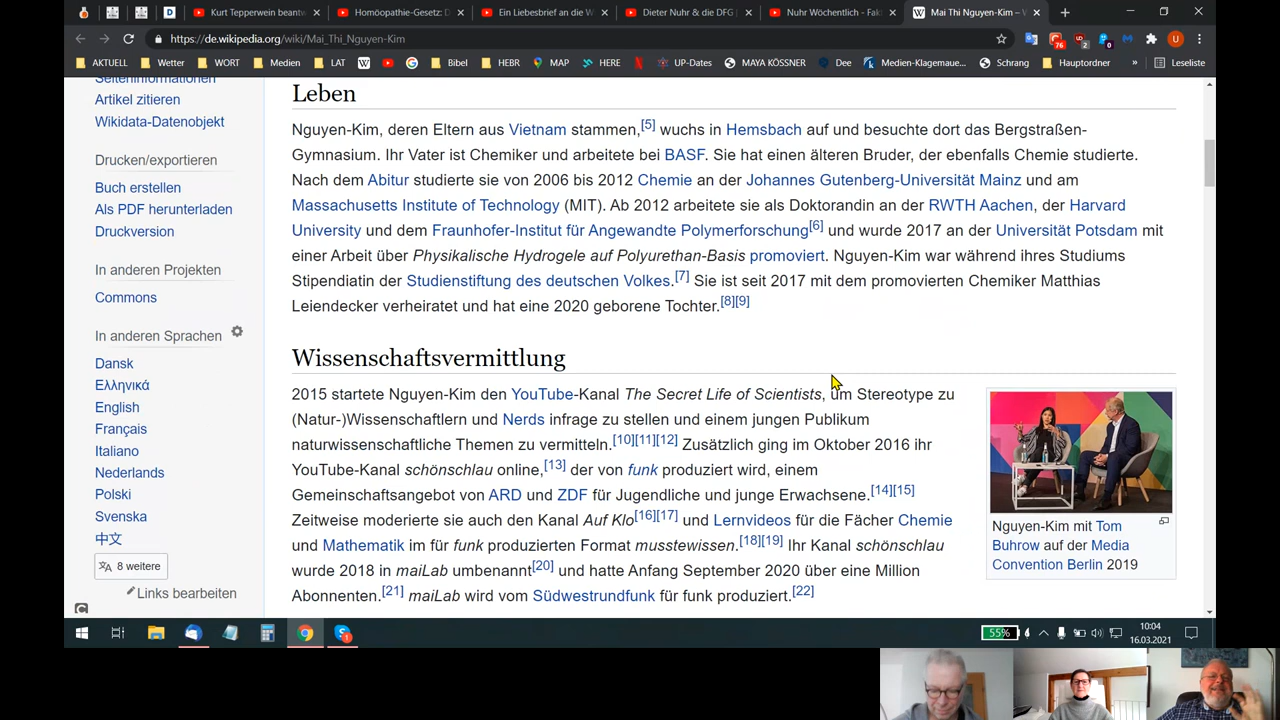 Kurt Tepperwein beantw
Homöopathie-Gesetz: D
Ein Liebesbrief an die W
Dieter Nuhr & die DFG |
Nuhr Wöchentlich - Fak
Mai Thi Nguyen-Kim – W
https://de.wikipedia.org/wiki/Mai_Thi_Nguyen-Kim
AKTUELL
Wetter
WORT
Medien
LAT
Bibel
HEBR
MAP
HERE
UP-Dates
MAYA KÖSSNER
Dee
Medien-Klagemaue...
Schrang
Hauptordner
»
Leseliste
Seiteninformationen
Artikel zitieren
Wikidata-Datenobjekt
Drucken/exportieren
Buch erstellen
Als PDF herunterladen
Druckversion
In anderen Projekten
Commons
In anderen Sprachen
Dansk
Ελληνικά
English
Français
Italiano
Nederlands
Polski
Svenska
中文
8 weitere
Links bearbeiten
Leben
Nguyen-Kim, deren Eltern aus Vietnam stammen,[5] wuchs in Hemsbach auf und besuchte dort das Bergstraßen-
Gymnasium. Ihr Vater ist Chemiker und arbeitete bei BASF. Sie hat einen älteren Bruder, der ebenfalls Chemie studierte.
Nach dem Abitur studierte sie von 2006 bis 2012 Chemie an der Johannes Gutenberg-Universität Mainz und am
Massachusetts Institute of Technology (MIT). Ab 2012 arbeitete sie als Doktorandin an der RWTH Aachen, der Harvard
University und dem Fraunhofer-Institut für Angewandte Polymerforschung[6] und wurde 2017 an der Universität Potsdam mit
einer Arbeit über Physikalische Hydrogele auf Polyurethan-Basis promoviert. Nguyen-Kim war während ihres Studiums
Stipendiatin der Studienstiftung des deutschen Volkes.[7] Sie ist seit 2017 mit dem promovierten Chemiker Matthias
Leiendecker verheiratet und hat eine 2020 geborene Tochter.[8][9]
Wissenschaftsvermittlung
2015 startete Nguyen-Kim den YouTube-Kanal The Secret Life of Scientists, um Stereotype zu
(Natur-)Wissenschaftlern und Nerds infrage zu stellen und einem jungen Publikum
naturwissenschaftliche Themen zu vermitteln.[10][11][12] Zusätzlich ging im Oktober 2016 ihr
YouTube-Kanal schönschlau online,[13] der von funk produziert wird, einem
Gemeinschaftsangebot von ARD und ZDF für Jugendliche und junge Erwachsene.[14][15]
Zeitweise moderierte sie auch den Kanal Auf Klo[16][17] und Lernvideos für die Fächer Chemie
und Mathematik im für funk produzierten Format musstewissen.[18][19] Ihr Kanal schönschlau
wurde 2018 in maiLab umbenannt[20] und hatte Anfang September 2020 über eine Million
Abonnenten.[21] maiLab wird vom Südwestrundfunk für funk produziert.[22]
Nguyen-Kim mit Tom
Buhrow auf der Media
Convention Berlin 2019
55%
10:04
16.03.2021